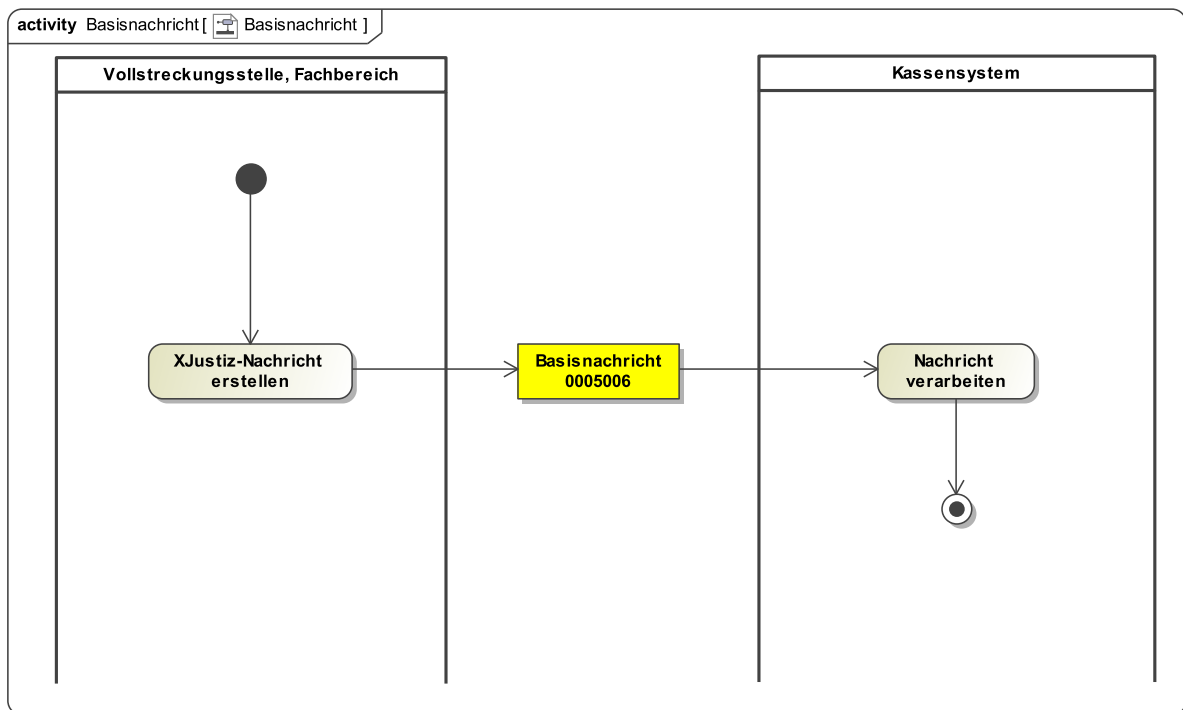 activity Basisnachricht [ Basisnachricht ]
Vollstreckungsstelle, Fachbereich
Kassensystem
XJustiz-Nachricht
erstellen
Basisnachricht
0005006
Nachricht
verarbeiten